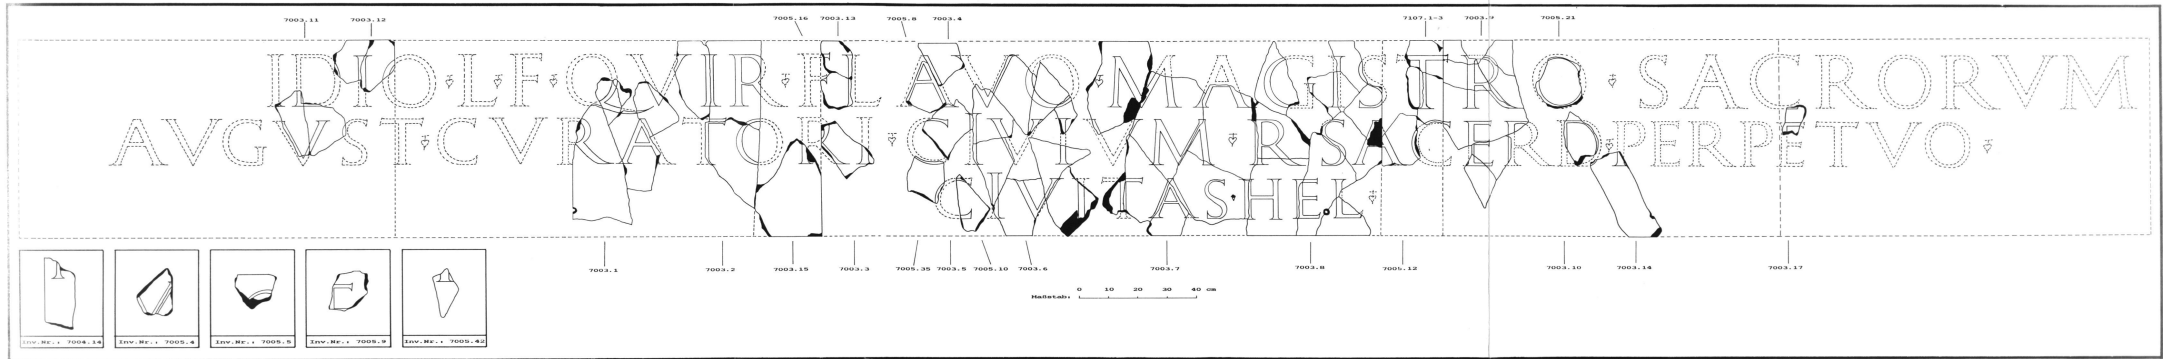 7003.11 7003.12 7005.16 7003.13 7005.8 7003.4 7107.1-3 7003.9 7005.21
IDIO L F QVIR FLAVO MAGISTRO SACRORVM
AVGVST CVRATORI CIVIVM R SACERD PERPETVO
CIVITAS HEL
7003.1 7003.2 7003.15 7003.3 7005.35 7003.5 7005.10 7003.6 7003.7 7003.8 7005.12 7003.10 7003.14 7003.17
Maßstab: 0 10 20 30 40 cm
Inv.Nr.: 7004.14 Inv.Nr.: 7005.4 Inv.Nr.: 7005.5 Inv.Nr.: 7005.9 Inv.Nr.: 7005.42